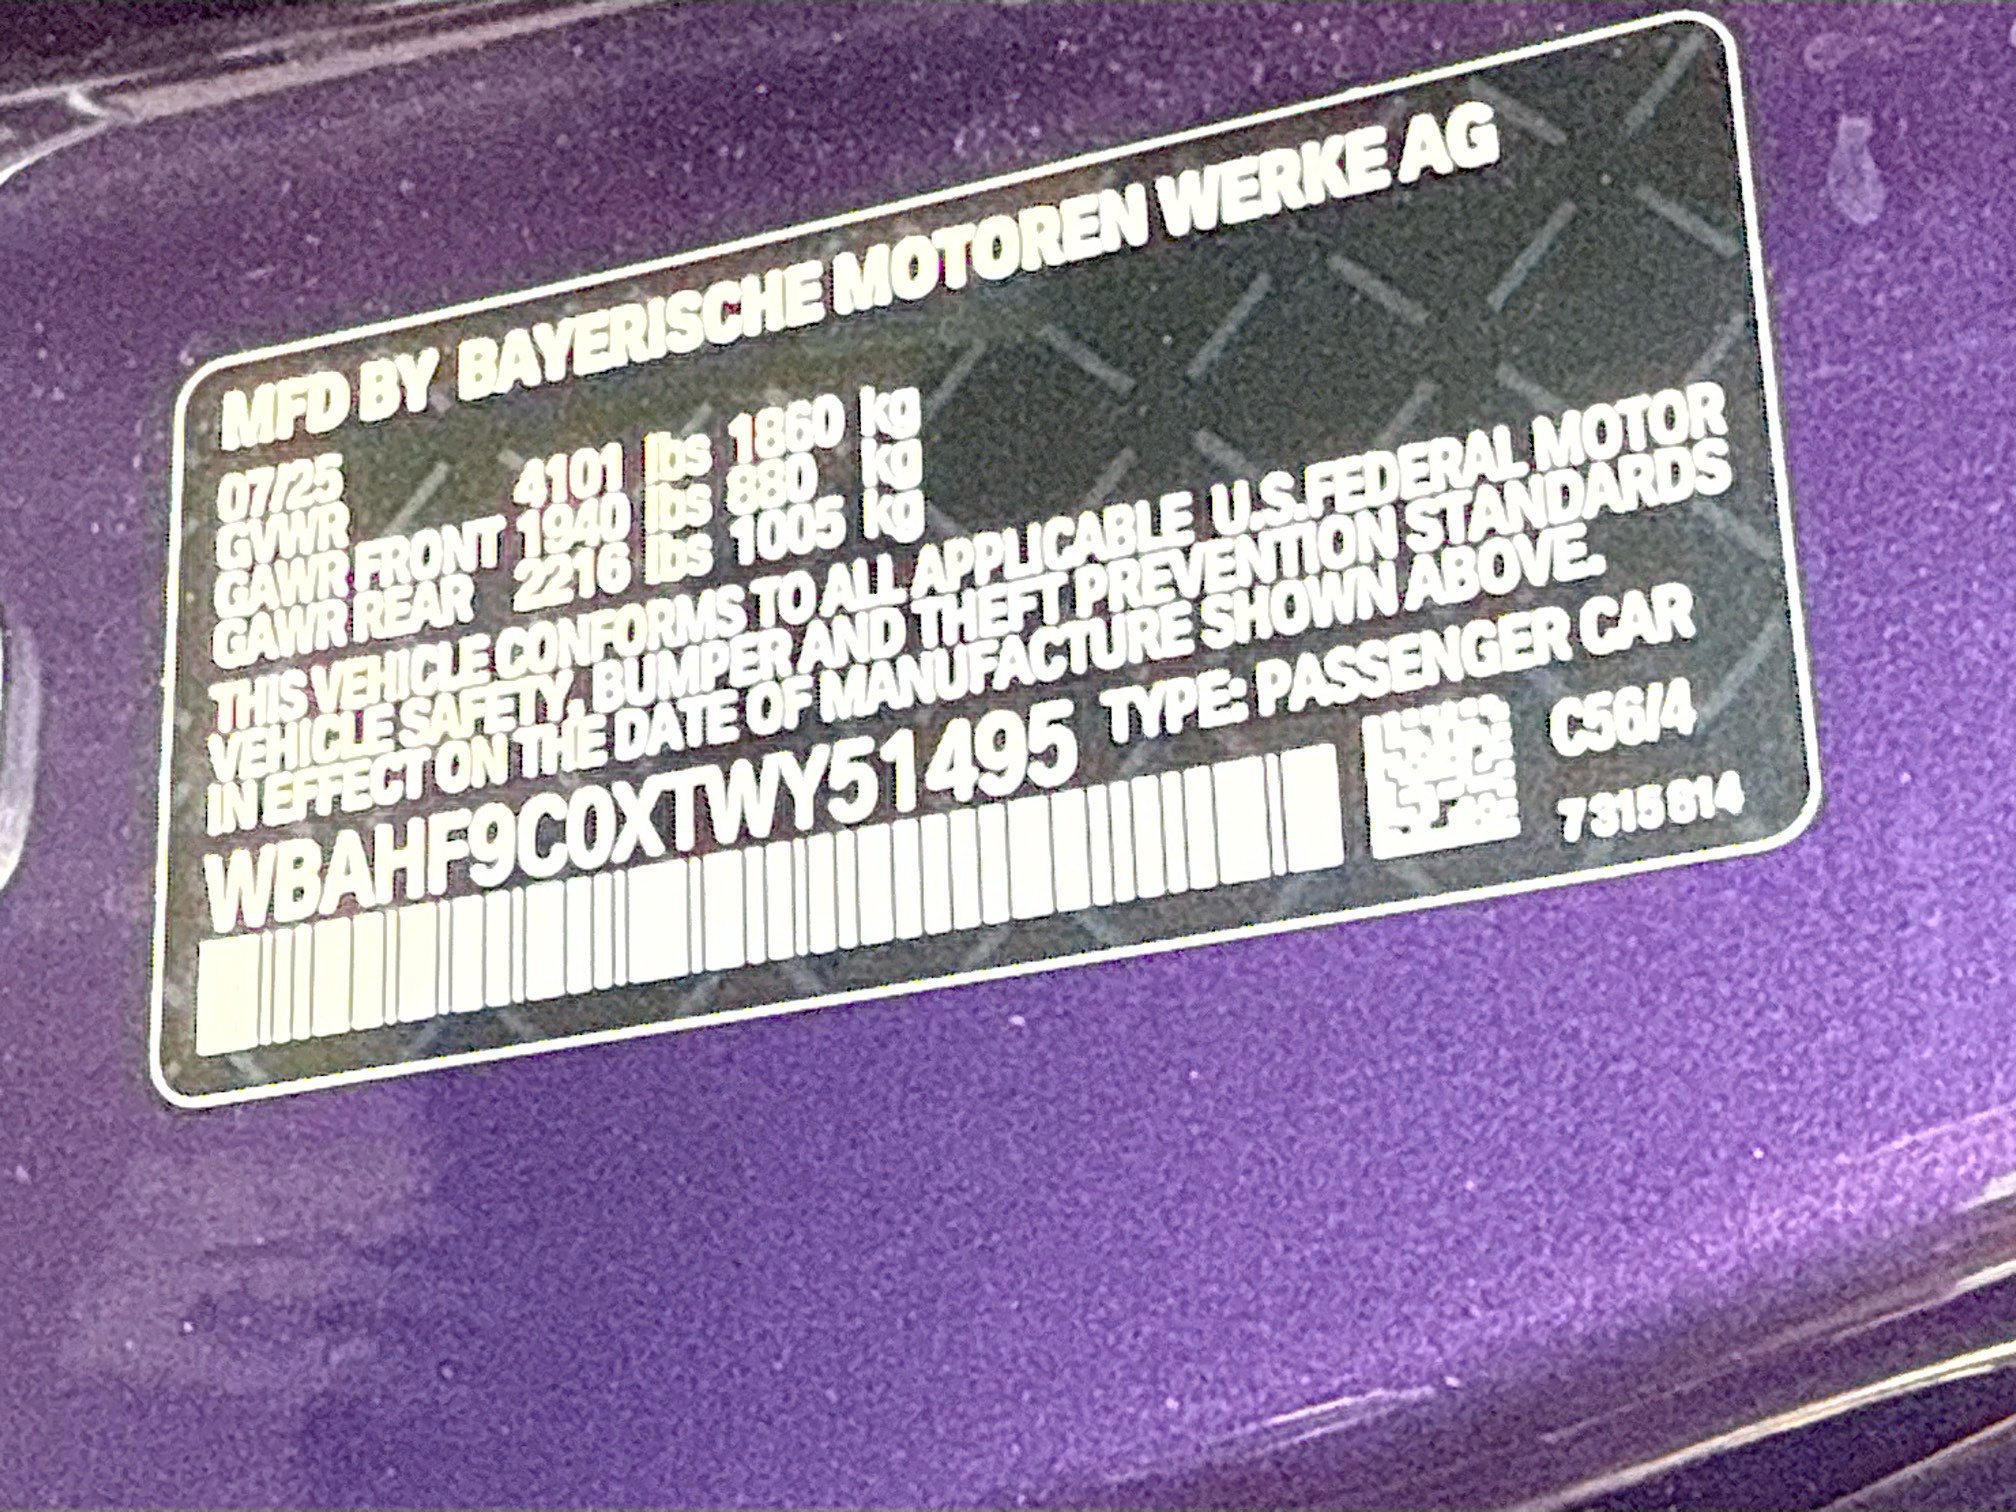 MFD BY BAYERISCHE MOTOREN WERKE AG
07/25
GVWR 4101 lbs 1860 kg
GAWR FRONT 1940 lbs 880 kg
GAWR REAR 2216 lbs 1005 kg
THIS VEHICLE CONFORMS TO ALL APPLICABLE U.S.FEDERAL MOTOR
VEHICLE SAFETY, BUMPER AND THEFT PREVENTION STANDARDS
IN EFFECT ON THE DATE OF MANUFACTURE SHOWN ABOVE.
WBAHF9C0XTWY51495 TYPE: PASSENGER CAR
C56/4
7315814